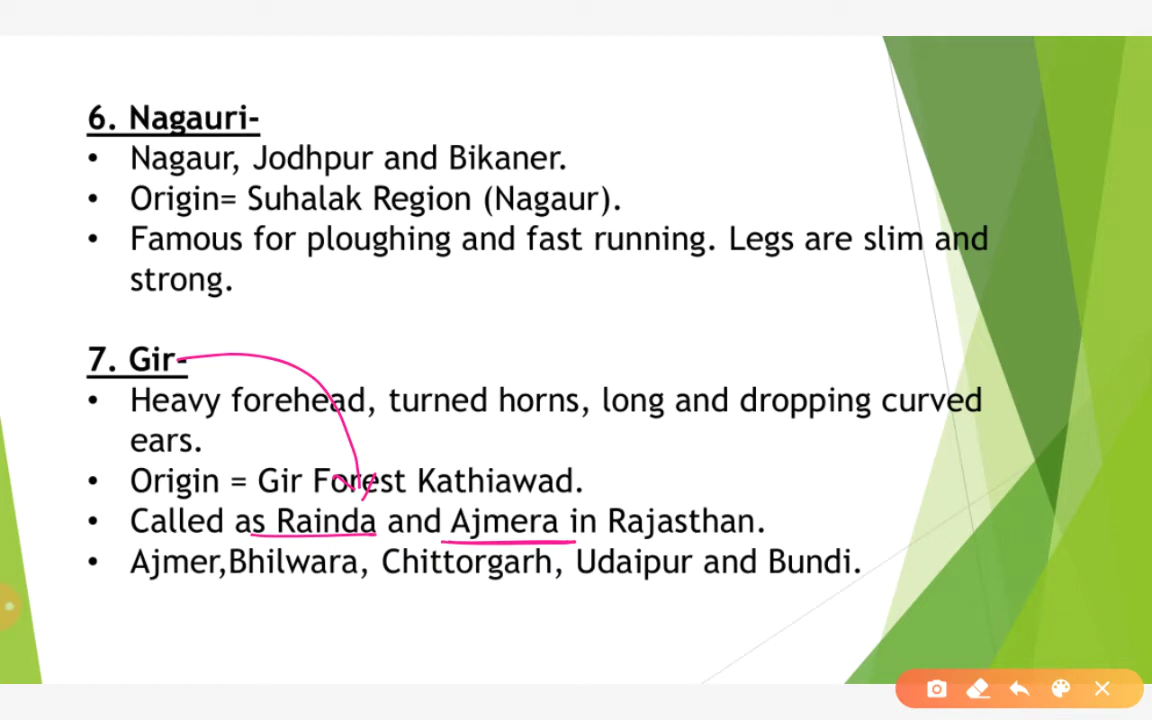 6. Nagauri-
• Nagaur, Jodhpur and Bikaner.
• Origin= Suhalak Region (Nagaur).
• Famous for ploughing and fast running. Legs are slim and
strong.
7. Gir-
• Heavy forehead, turned horns, long and dropping curved
ears.
• Origin = Gir Forest Kathiawad.
• Called as Rainda and Ajmera in Rajasthan.
• Ajmer,Bhilwara, Chittorgarh, Udaipur and Bundi.